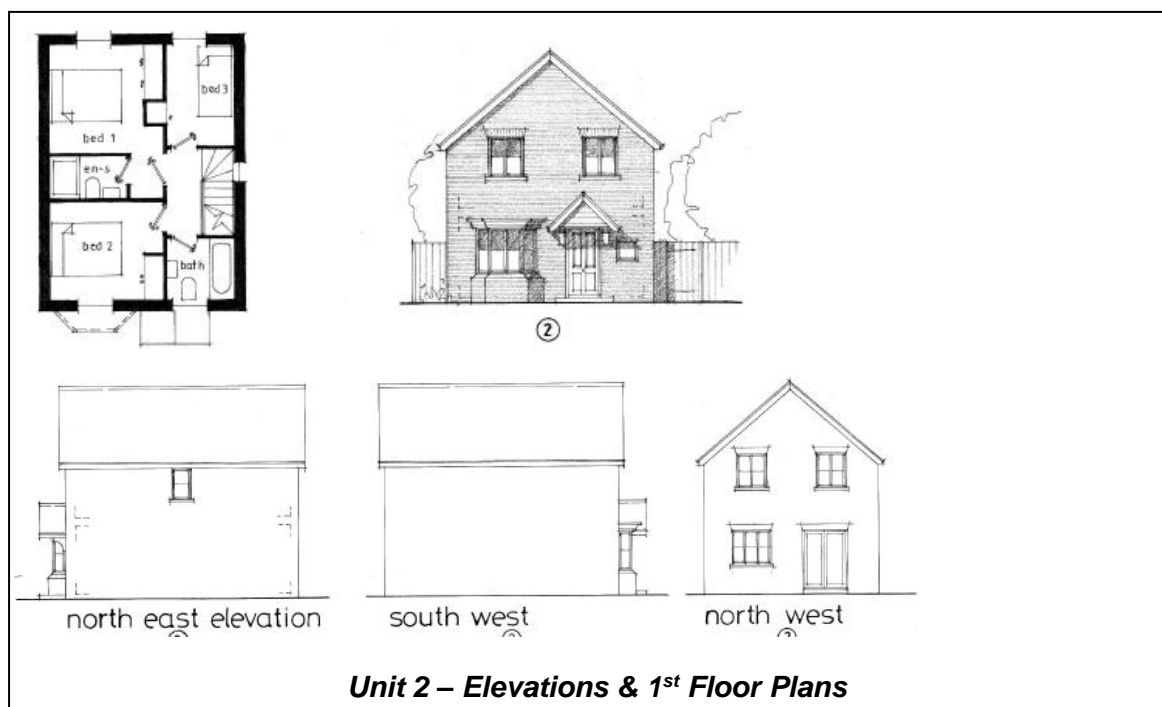 bed 3
bed 1
en-s
bed 2
bath
②
north east elevation
south west
north west
Unit 2 – Elevations & 1st Floor Plans